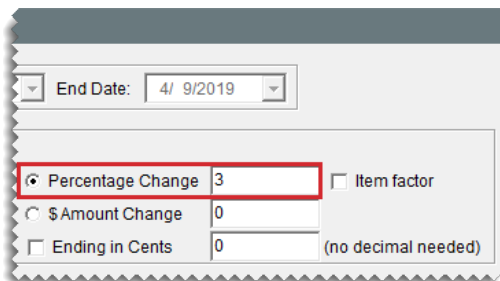 End Date: 4/ 9/2019
Percentage Change 3 Item factor
$ Amount Change 0
Ending in Cents 0 (no decimal needed)